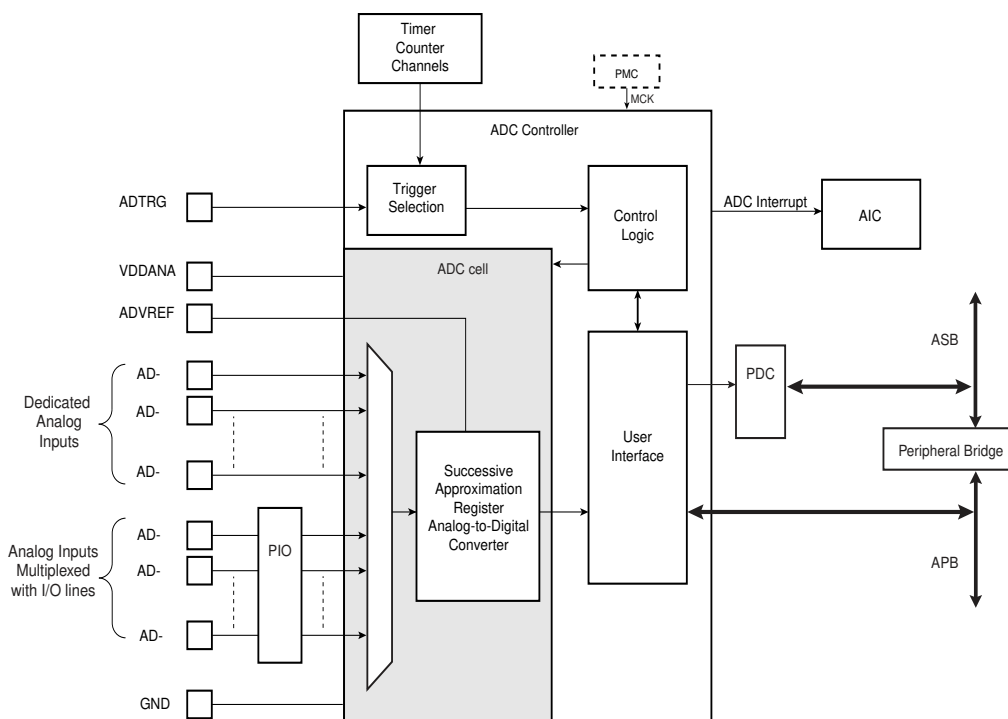 Timer
Counter
Channels
PMC
MCK
ADC Controller
ADTRG
Trigger
Selection
Control
Logic
ADC Interrupt
AIC
VDDANA
ADC cell
ADVREF
ASB
AD-
PDC
Dedicated
Analog
Inputs
AD-
AD-
User
Interface
Peripheral Bridge
Successive
Approximation
Register
Analog-to-Digital
Converter
AD-
PIO
Analog Inputs
Multiplexed
with I/O lines
AD-
APB
AD-
GND